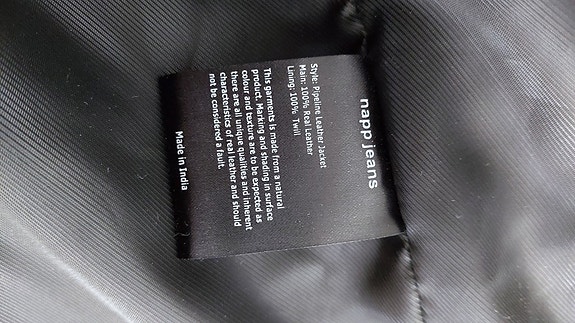 nappjeans
Style: Pipeline Leather Jacket
Main: 100% Real Leather
Lining: 100% Twill
This garments is made from a natural
product. Marking and shading in surface
colour and texture are to be expected as
there are all unique qualities and inherent
characteristics of real leather and should
not be considered a fault.
Made in India